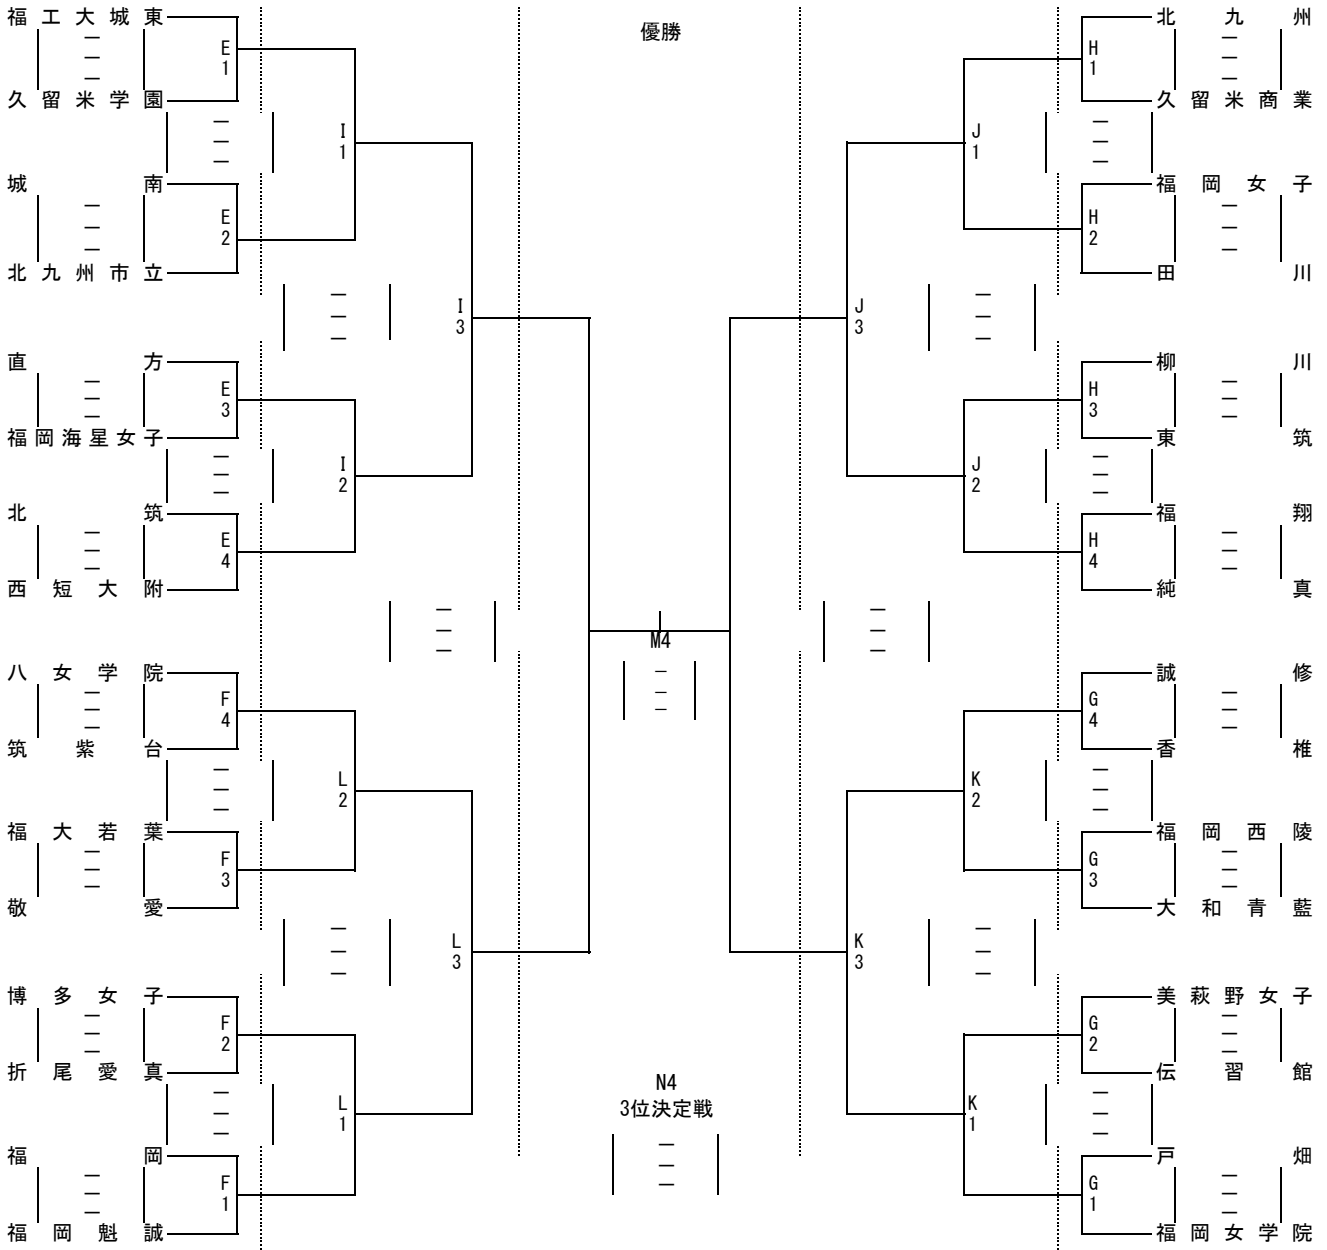 優勝
福工大城東
E1
久留米学園
I1
城南
E2
北九州市立
I3
直方
E3
福岡海星女子
I2
北筑
E4
西短大附
八女学院
F4
筑紫台
L2
福大若葉
F3
敬愛
L3
博多女子
F2
折尾愛真
L1
福岡
F1
福岡魁誠
M4
N4
3位決定戦
北九州
H1
久留米商業
J1
福岡女子
H2
田川
J3
柳川
H3
東筑
J2
福翔
H4
純真
誠修
G4
香椎
K2
福岡西陵
G3
大和青藍
K3
美萩野女子
G2
伝習館
K1
戸畑
G1
福岡女学院